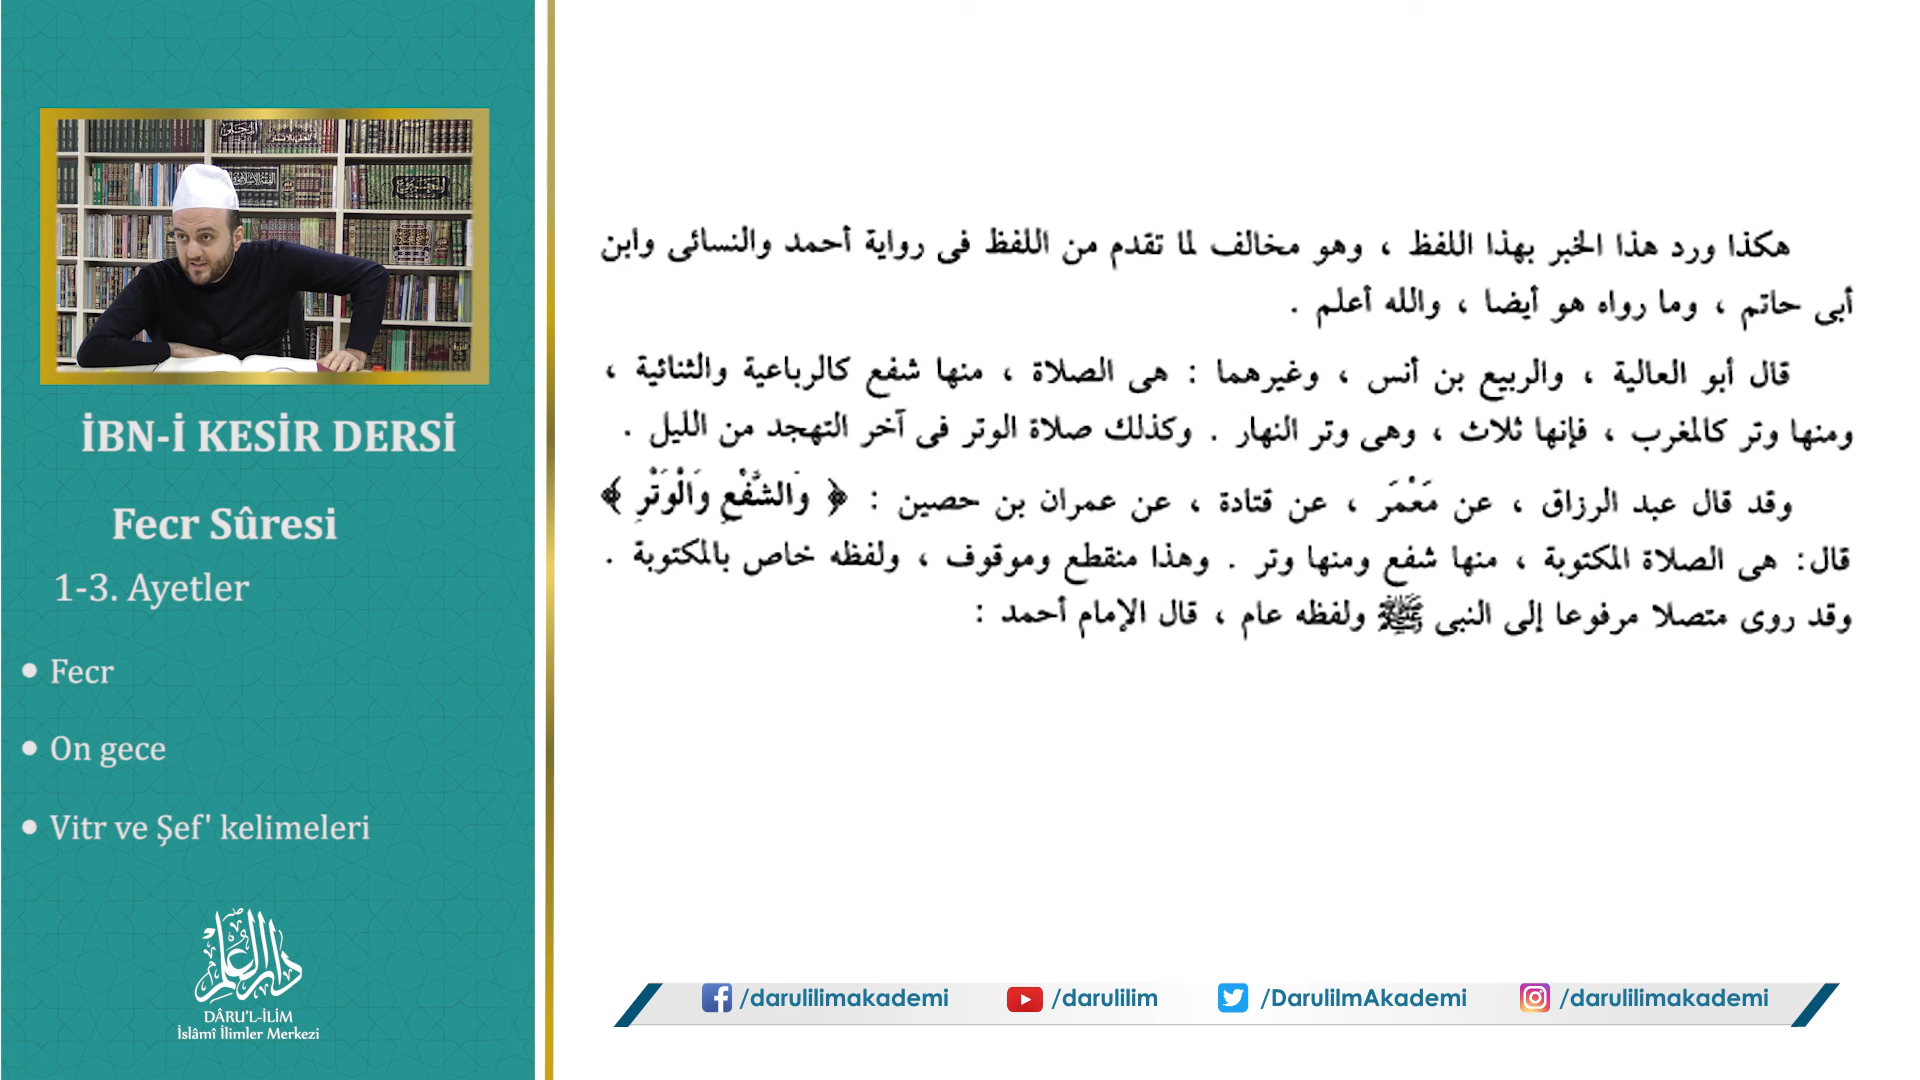 İBN-İ KESİR DERSİ
Fecr Sûresi
1-3. Ayetler
• Fecr
• On gece
• Vitr ve Şef' kelimeleri
دار العلم
DÂRU'L-İLİM
İslâmî İlimler Merkezi
هكذا ورد هذا الخبر بهذا اللفظ ، وهو مخالف لما تقدم من اللفظ فى رواية أحمد والنسائى وابن
أبى حاتم ، وما رواه هو أيضا ، والله أعلم .
قال أبو العالية ، والربيع بن أنس ، وغيرهما : هى الصلاة ، منها شفع كالرباعية والثنائية ،
ومنها وتر كالمغرب ، فإنها ثلاث ، وهى وتر النهار . وكذلك صلاة الوتر فى آخر التهجد من الليل .
وقد قال عبد الرزاق ، عن مَعْمَر ، عن قتادة ، عن عمران بن حصين : ﴿ وَالشَّفْعِ وَالْوَتْرِ ﴾
قال: هى الصلاة المكتوبة ، منها شفع ومنها وتر . وهذا منقطع وموقوف ، ولفظه خاص بالمكتوبة .
وقد روى متصلا مرفوعا إلى النبى ﷺ ولفظه عام ، قال الإمام أحمد :
/darulilimakademi
/darulilim
/DarulilmAkademi
/darulilimakademi